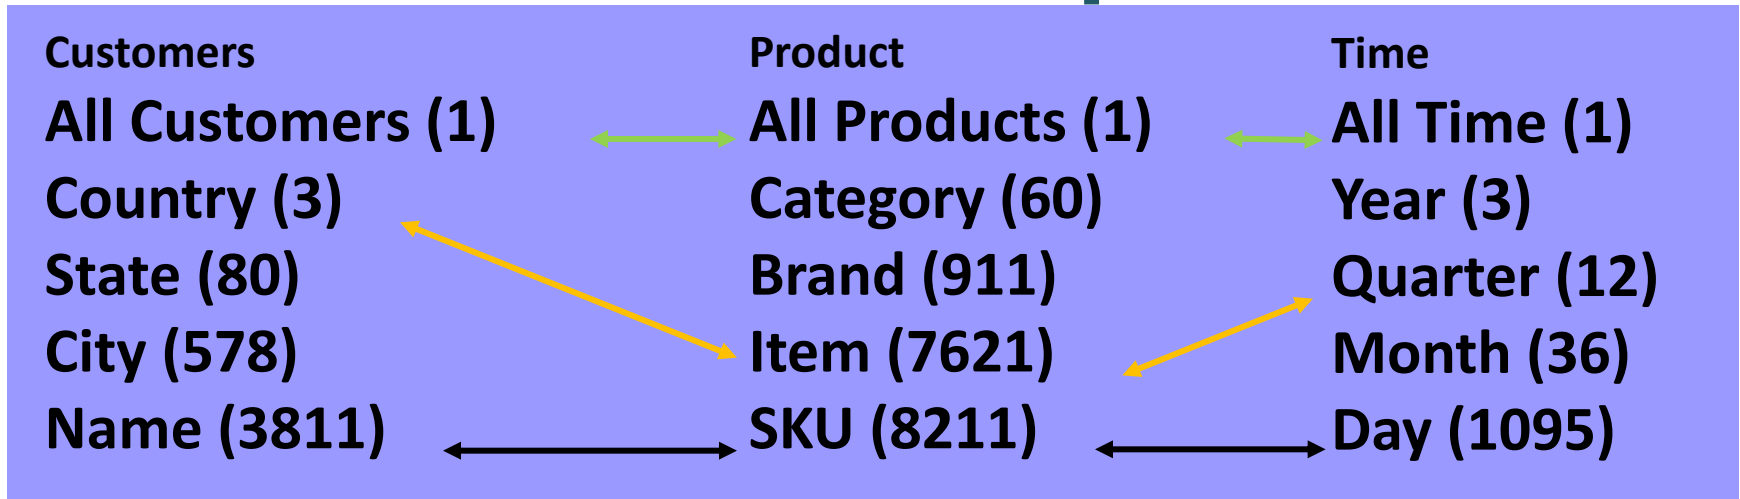 Customers
All Customers (1)
Country (3)
State (80)
City (578)
Name (3811)
Product
All Products (1)
Category (60)
Brand (911)
Item (7621)
SKU (8211)
Time
All Time (1)
Year (3)
Quarter (12)
Month (36)
Day (1095)